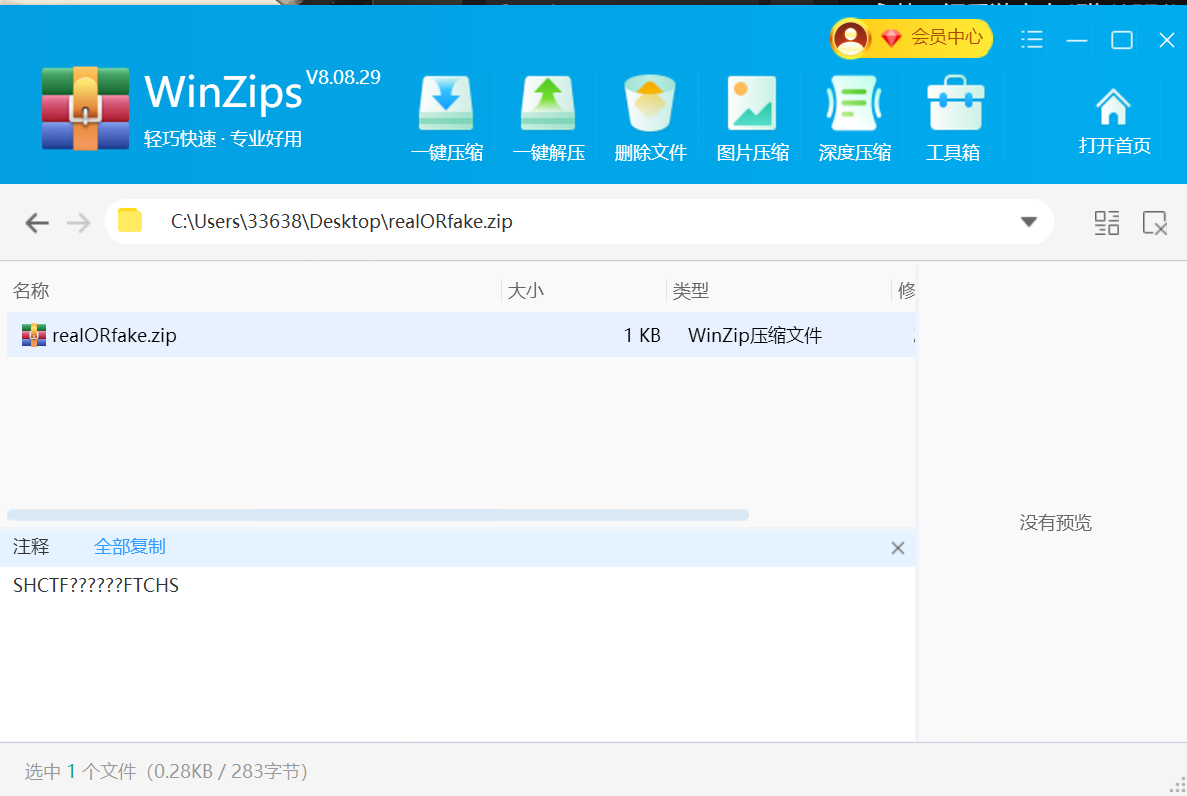 会员中心
WinZips V8.08.29
轻巧快速 · 专业好用
一键压缩 一键解压 删除文件 图片压缩 深度压缩 工具箱 打开首页
C:\Users\33638\Desktop\realORfake.zip
名称 大小 类型 修
realORfake.zip 1 KB WinZip压缩文件
没有预览
注释 全部复制
SHCTF??????FTCHS
选中 1 个文件（0.28KB / 283字节）